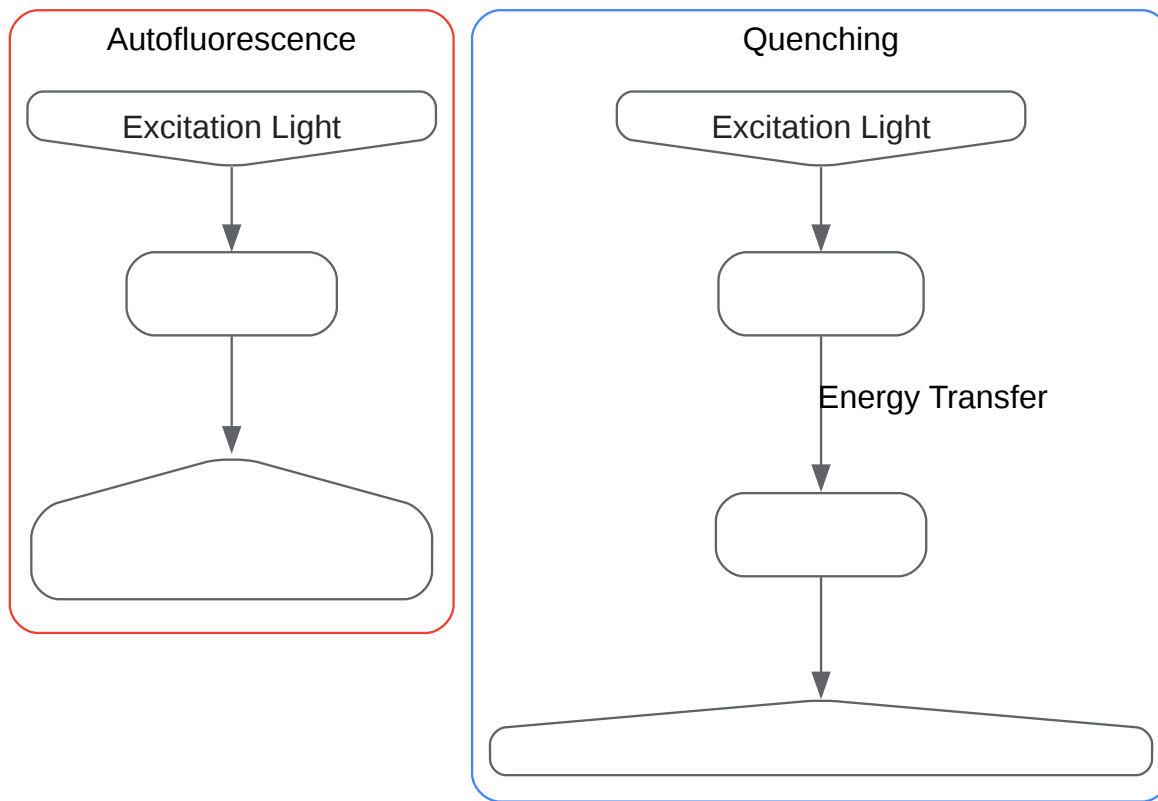 Autofluorescence
Excitation Light
Quenching
Excitation Light
Energy Transfer